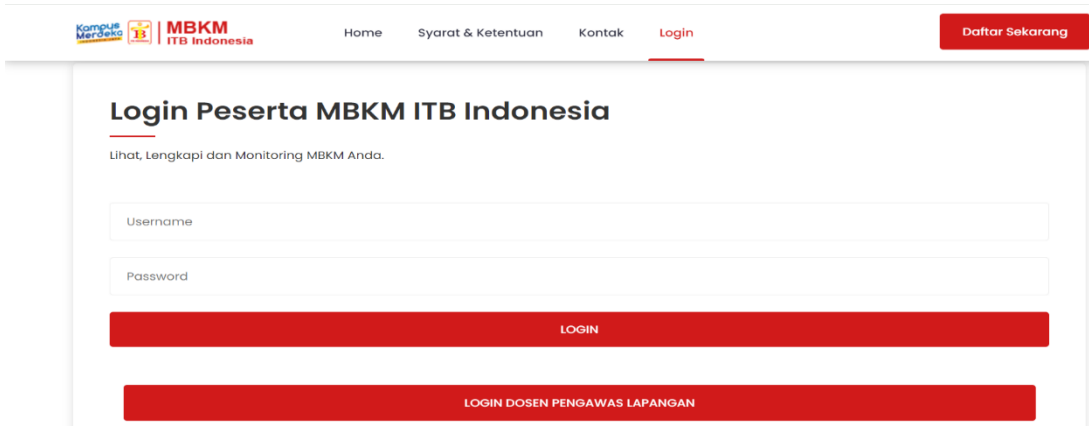 Kampus
Merdeka
MBKM
ITB Indonesia
Home Syarat & Ketentuan Kontak Login
Daftar Sekarang
Login Peserta MBKM ITB Indonesia
Lihat, Lengkapi dan Monitoring MBKM Anda.
Username
Password
LOGIN
LOGIN DOSEN PENGAWAS LAPANGAN